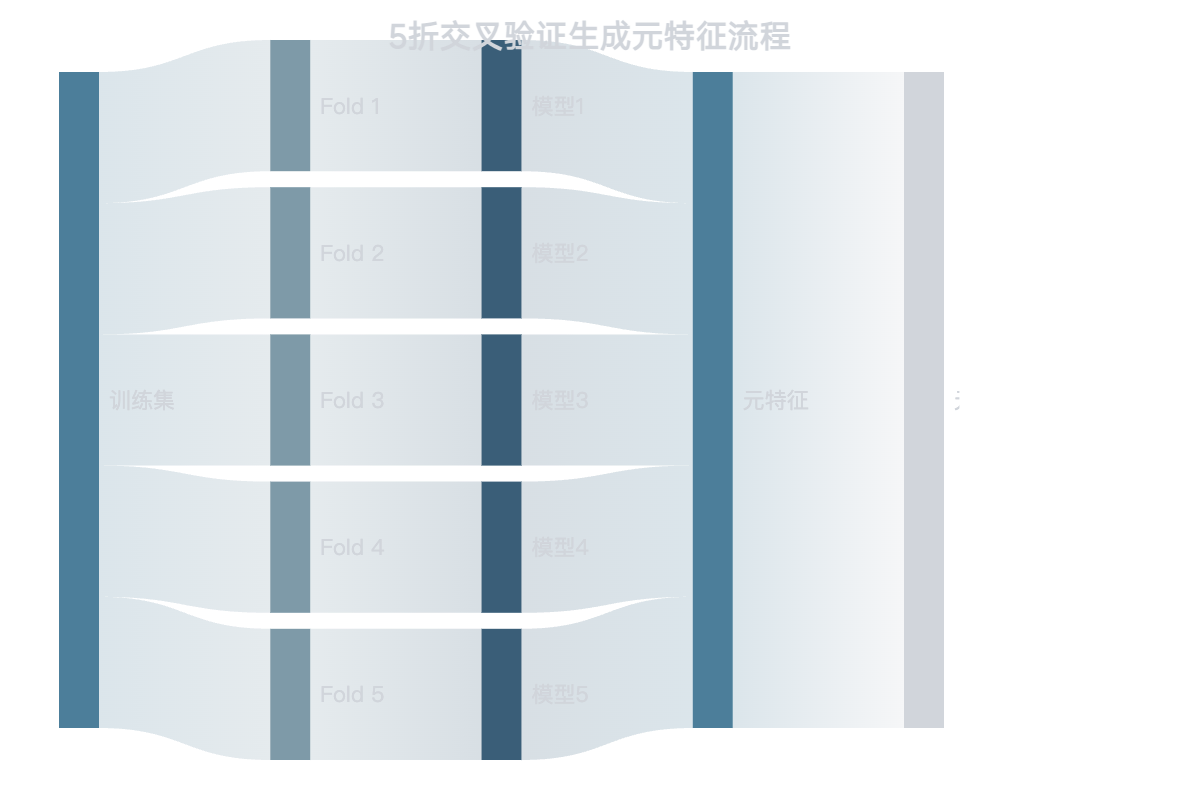 5折交叉验证生成元特征流程
Fold 1
模型1
Fold 2
模型2
训练集
Fold 3
模型3
元特征
Fold 4
模型4
Fold 5
模型5